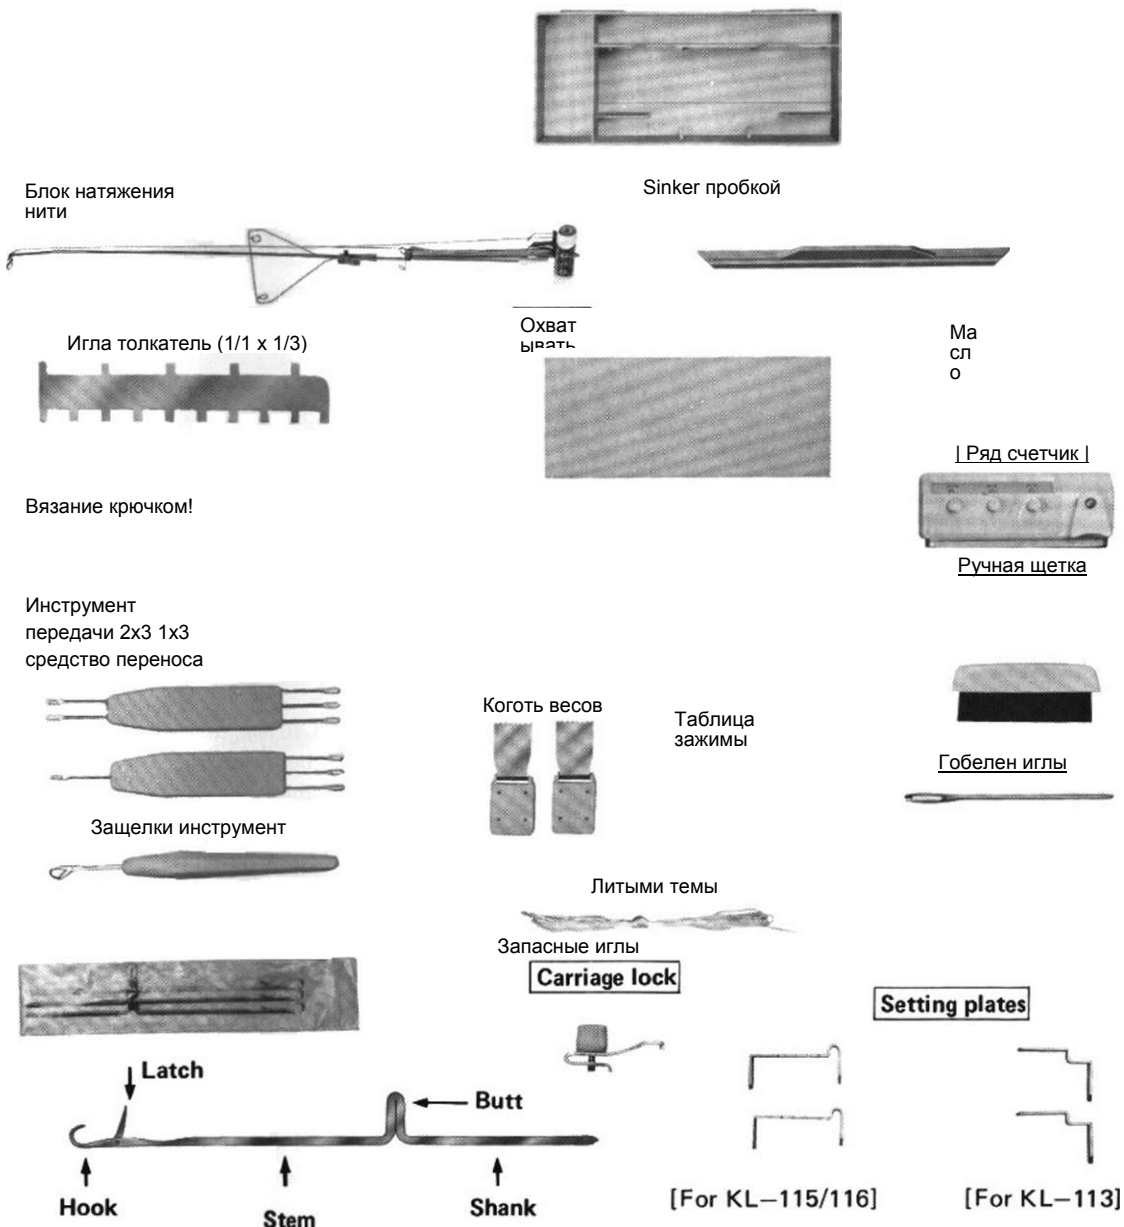 Блок натяжения
нити
Sinker пробкой
Игла толкатель (1/1 x 1/3)
Охват
ывать
Ма
сл
о
| Ряд счетчик |
Вязание крючком!
Ручная щетка
Инструмент
передачи 2x3 1x3
средство переноса
Коготь весов
Таблица
зажимы
Гобелен иглы
Защелки инструмент
Литыми темы
Запасные иглы
Carriage lock
Setting plates
Latch
Butt
Hook
Stem
Shank
[For KL–115/116]
[For KL–113]